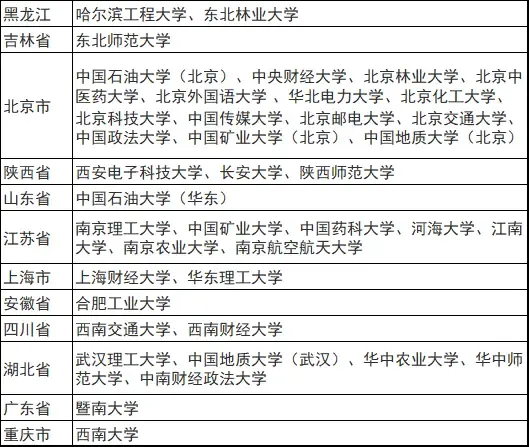 黑龙江 哈尔滨工程大学、东北林业大学
吉林省 东北师范大学
北京市
中国石油大学（北京）、中央财经大学、北京林业大学、北京中
医药大学、北京外国语大学 、华北电力大学、北京化工大学、
北京科技大学、中国传媒大学、北京邮电大学、北京交通大学、
中国政法大学、中国矿业大学（北京）、中国地质大学（北京）
陕西省 西安电子科技大学、长安大学、陕西师范大学
山东省 中国石油大学（华东）
江苏省
南京理工大学、中国矿业大学、中国药科大学、河海大学、江南
大学、南京农业大学、南京航空航天大学
上海市 上海财经大学、华东理工大学
安徽省 合肥工业大学
四川省 西南交通大学、西南财经大学
湖北省
武汉理工大学、中国地质大学（武汉）、华中农业大学、华中师
范大学、中南财经政法大学
广东省 暨南大学
重庆市 西南大学